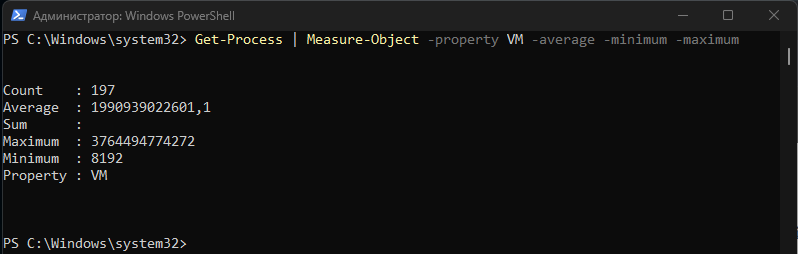 Администратор: Windows PowerShell
PS C:\Windows\system32> Get-Process | Measure-Object -property VM -average -minimum -maximum
Count    : 197
Average  : 1990939022601,1
Sum      :
Maximum  : 3764494774272
Minimum  : 8192
Property : VM
PS C:\Windows\system32>